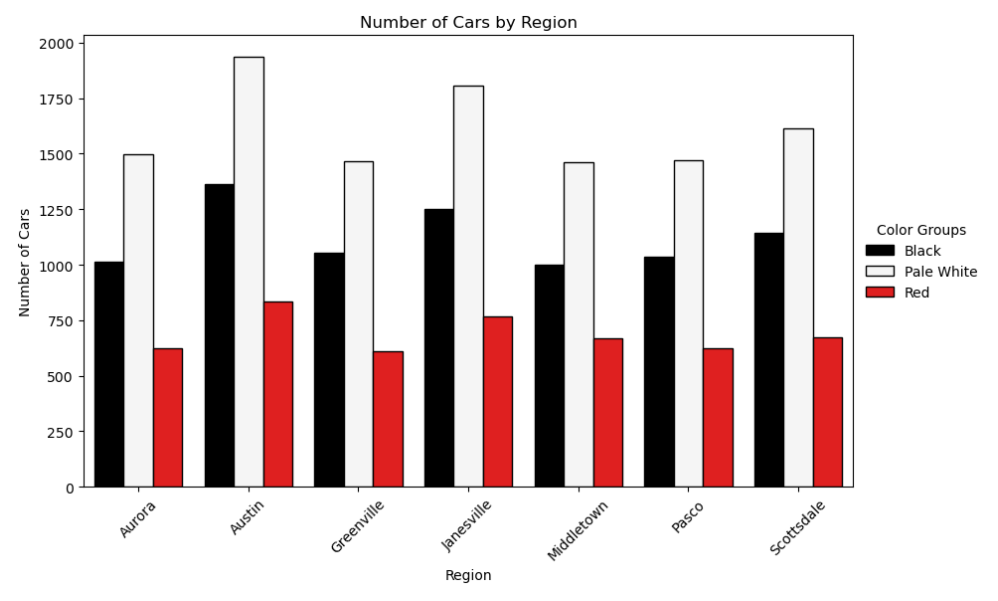 Number of Cars by Region
Number of Cars
2000
1750
1500
1250
1000
750
500
250
0
Aurora
Austin
Greenville
Janesville
Middletown
Pasco
Scottsdale
Region
Color Groups
Black
Pale White
Red